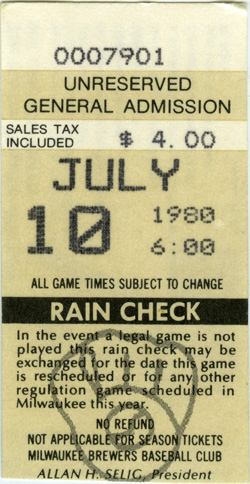 0007901
UNRESERVED
GENERAL ADMISSION
SALES TAX
INCLUDED $ 4.00
JULY
10 1980
6:00
ALL GAME TIMES SUBJECT TO CHANGE
RAIN CHECK
In the event a legal game is not
played this rain check may be
exchanged for the date this game
is rescheduled or for any other
regulation game scheduled in
Milwaukee this year.
NO REFUND
NOT APPLICABLE FOR SEASON TICKETS
MILWAUKEE BREWERS BASEBALL CLUB
ALLAN H. SELIG, President